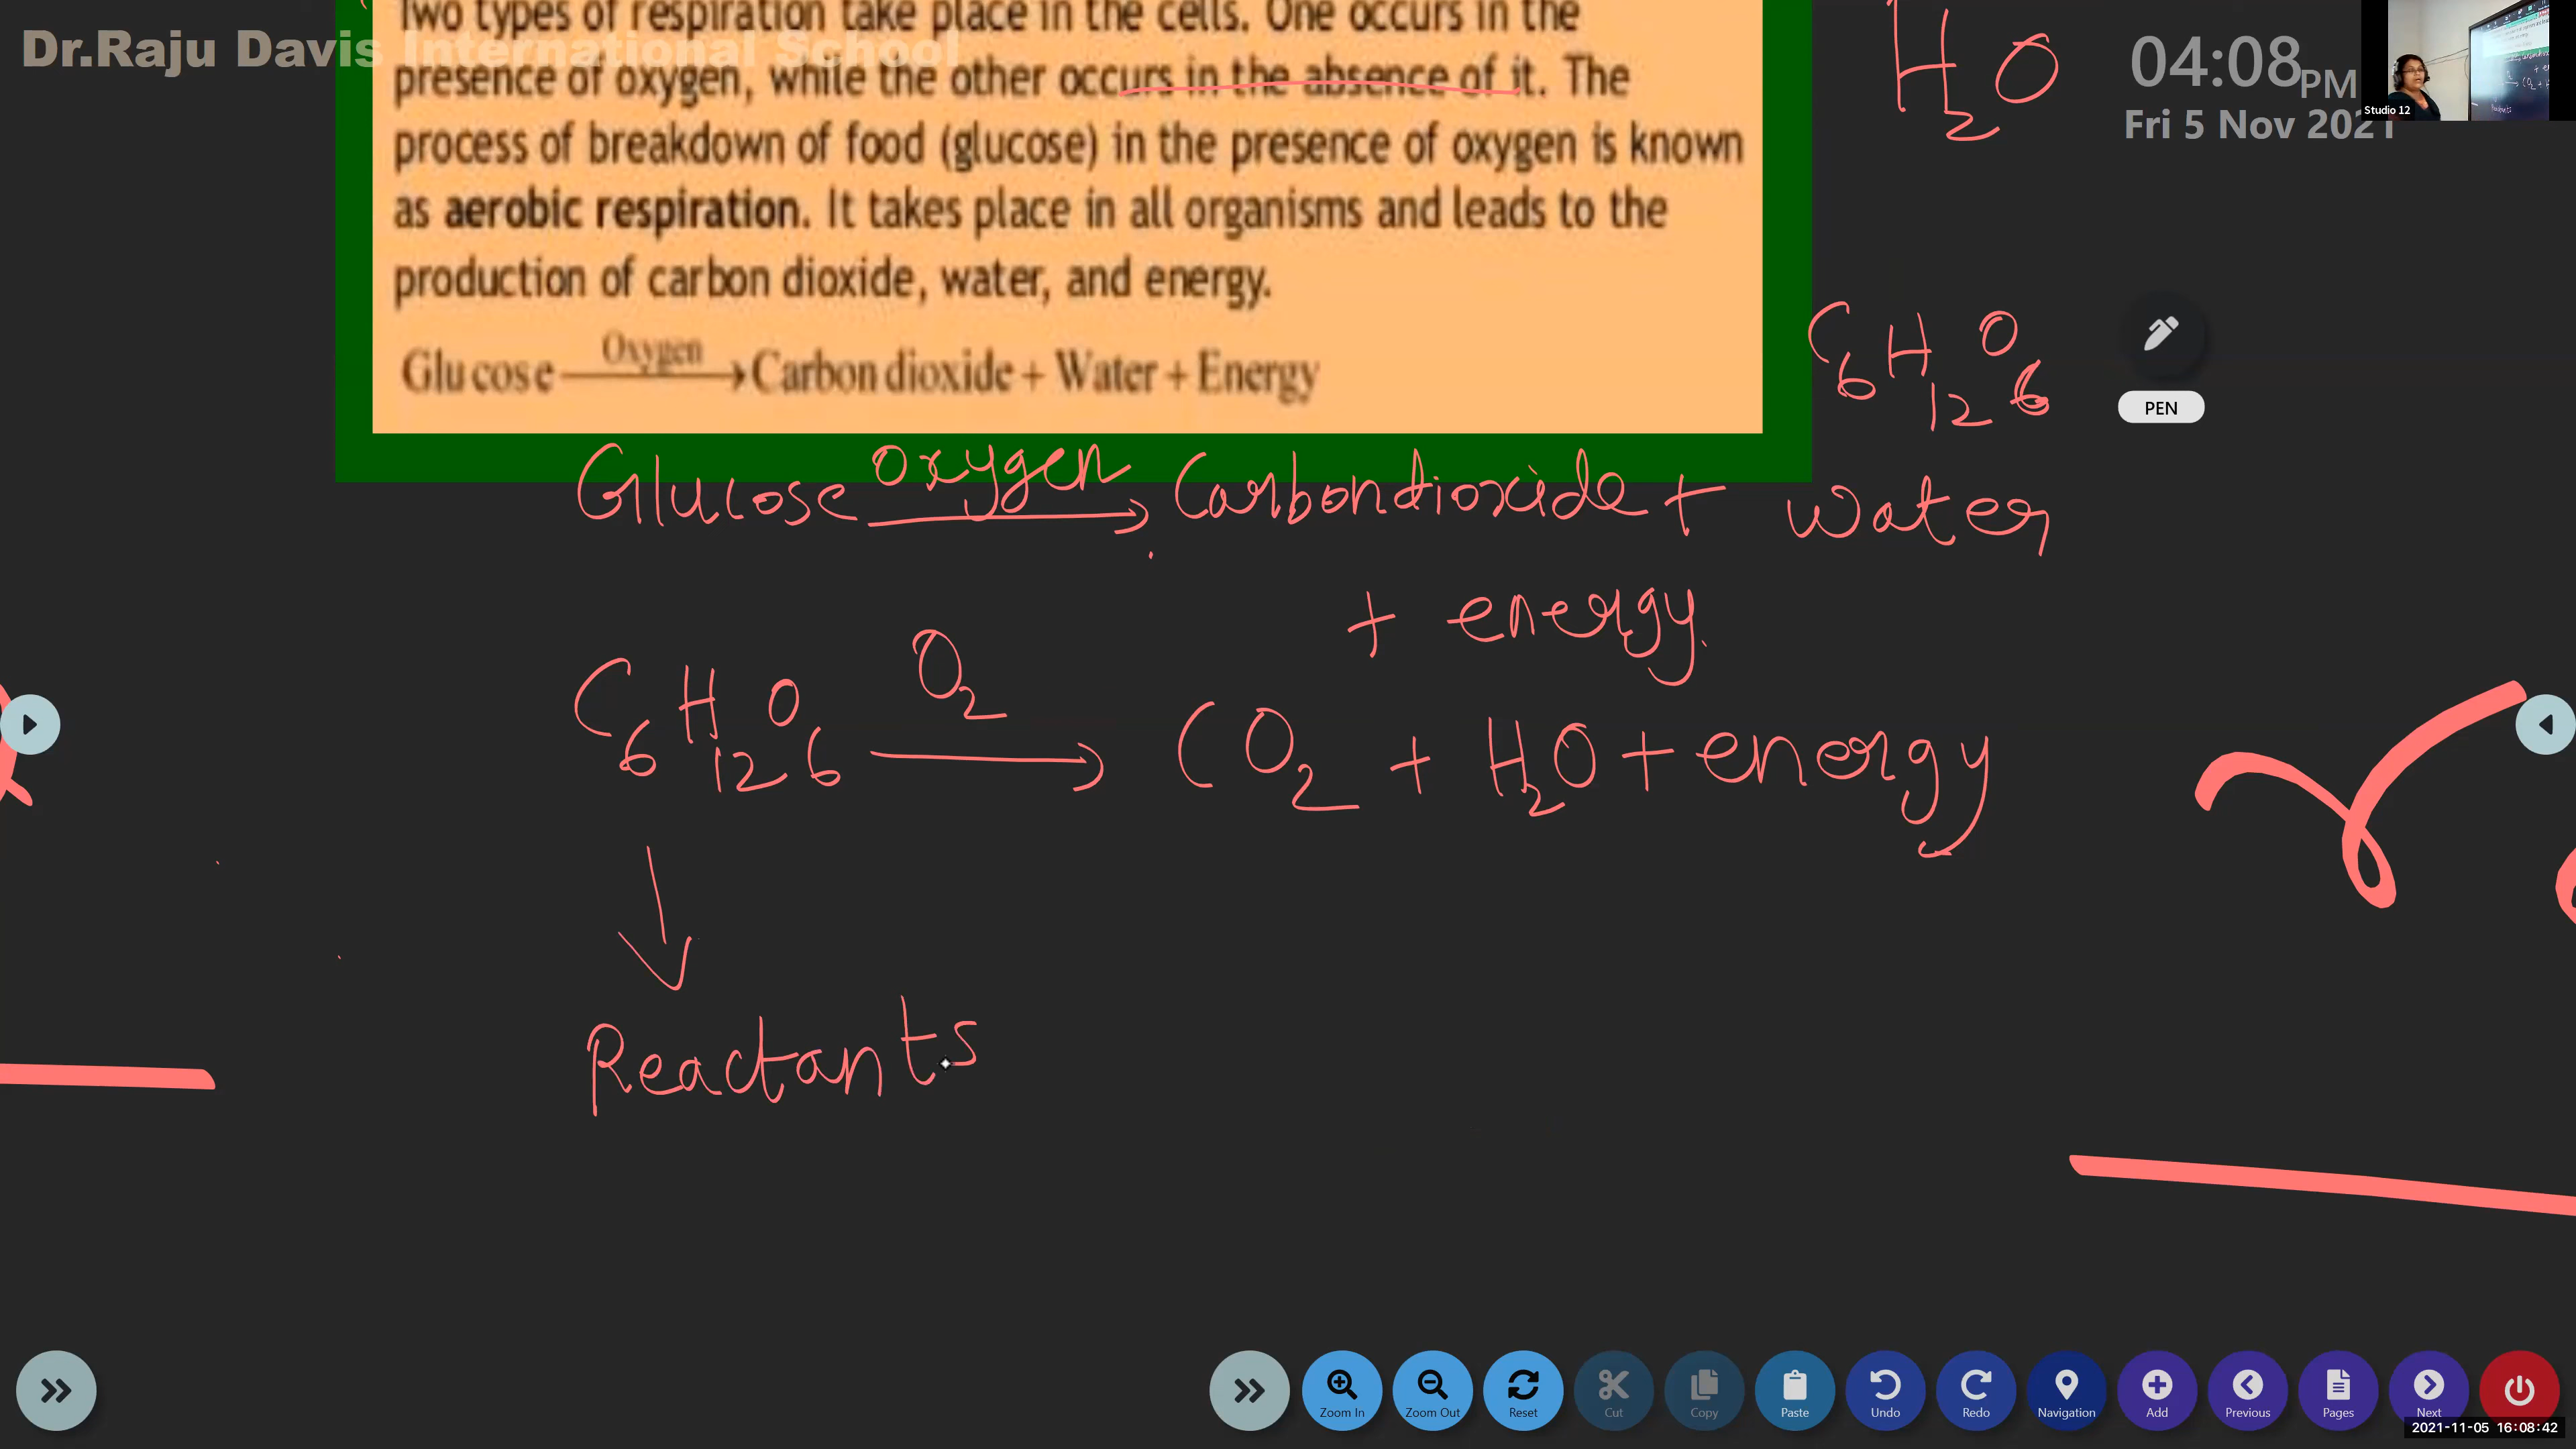 Dr.Raju Davis International School
Two types of respiration take place in the cells. One occurs in the
presence of oxygen, while the other occurs in the absence of it. The
process of breakdown of food (glucose) in the presence of oxygen is known
as aerobic respiration. It takes place in all organisms and leads to the
production of carbon dioxide, water, and energy.
Glucose Oxygen → Carbon dioxide + Water + Energy
H2O
04:08 PM
Fri 5 Nov 2021
Studio 12
C6H12O6
PEN
Glucose oxygen → Carbondioxide + water
+ energy.
C6H12O6 O2 → CO2 + H2O + energy
↓
Reactants
Zoom In Zoom Out Reset Cut Copy Paste Undo Redo Navigation Add Previous Pages Next
2021-11-05 16:08:42